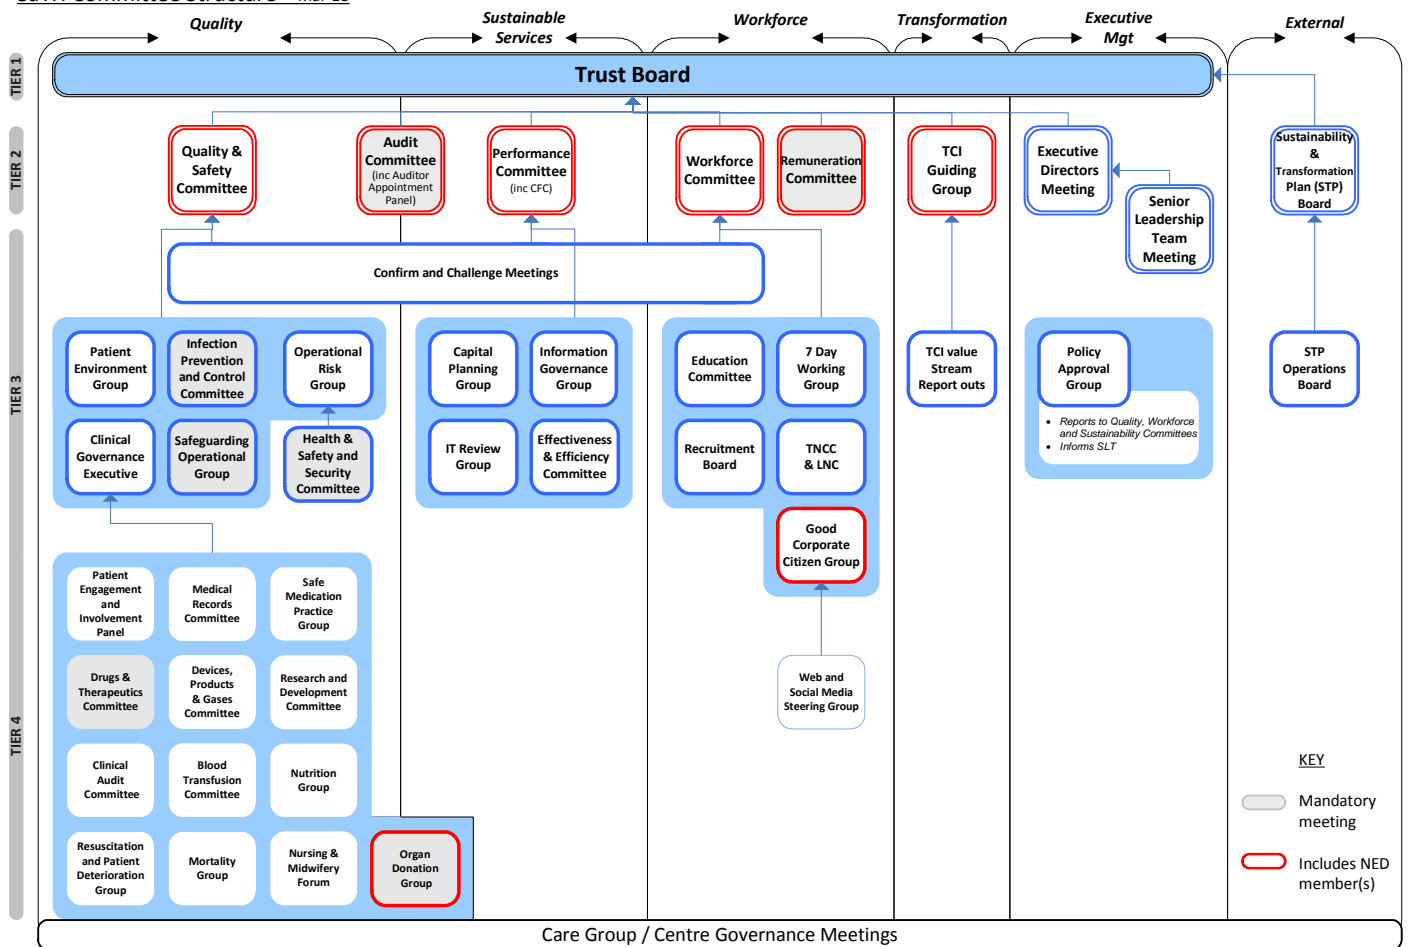 Quality
Sustainable
Services
Workforce
Transformation
Executive
Mgt
External
TIER 1
Trust Board
TIER 2
Quality &
Safety
Committee
Audit
Committee
(inc Auditor
Appointment
Panel)
Performance
Committee
(inc CFC)
Workforce
Committee
Remuneration
Committee
TCI
Guiding
Group
Executive
Directors
Meeting
Senior
Leadership
Team
Meeting
Sustainability
&
Transformation
Plan (STP)
Board
TIER 3
Confirm and Challenge Meetings
Patient
Environment
Group
Infection
Prevention
and Control
Committee
Operational
Risk
Group
Capital
Planning
Group
Information
Governance
Group
Education
Committee
7 Day
Working
Group
TCI value
Stream
Report outs
Policy
Approval
Group
• Reports to Quality, Workforce
and Sustainability Committees
• Informs SLT
STP
Operations
Board
Clinical
Governance
Executive
Safeguarding
Operational
Group
Health &
Safety and
Security
Committee
IT Review
Group
Effectiveness
& Efficiency
Committee
Recruitment
Board
TNCC
& LNC
Good
Corporate
Citizen Group
TIER 4
Patient
Engagement
and
Involvement
Panel
Medical
Records
Committee
Safe
Medication
Practice
Group
Drugs &
Therapeutics
Committee
Devices,
Products
& Gases
Committee
Research and
Development
Committee
Web and
Social Media
Steering Group
Clinical
Audit
Committee
Blood
Transfusion
Committee
Nutrition
Group
Resuscitation
and Patient
Deterioration
Group
Mortality
Group
Nursing &
Midwifery
Forum
Organ
Donation
Group
KEY
Mandatory
meeting
Includes NED
member(s)
Care Group / Centre Governance Meetings